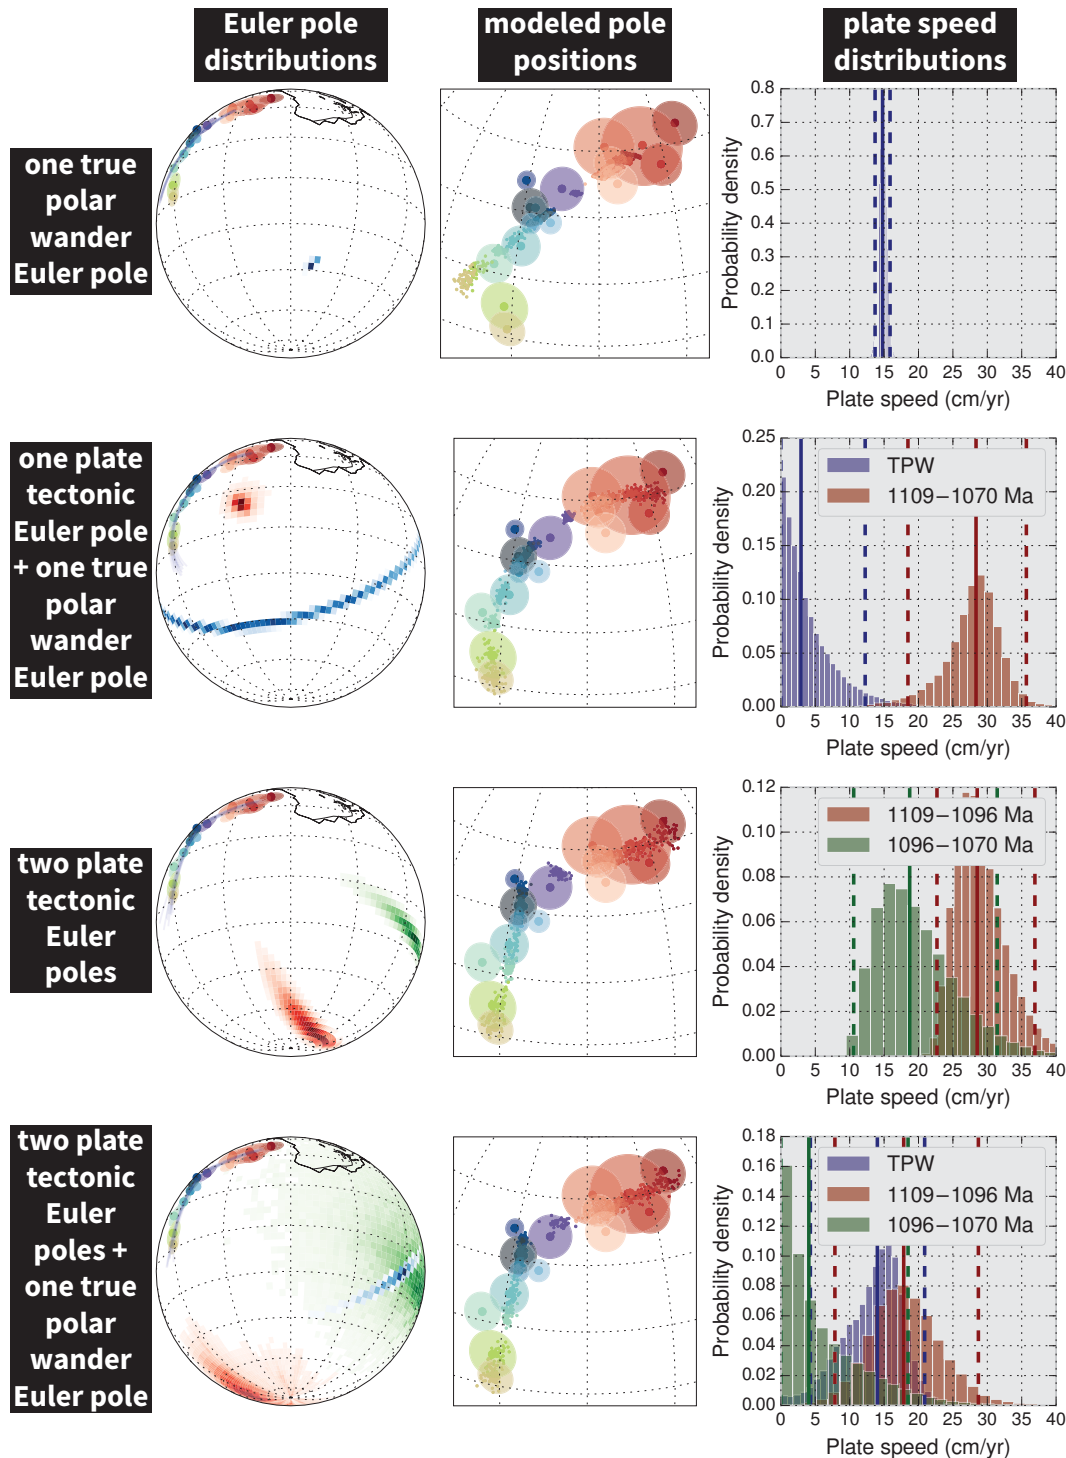 Euler pole
distributions
modeled pole
positions
plate speed
distributions
one true
polar
wander
Euler pole
Probability density
0.8
0.7
0.6
0.5
0.4
0.3
0.2
0.1
0.0
0 5 10 15 20 25 30 35 40
Plate speed (cm/yr)
one plate
tectonic
Euler pole
+ one true
polar
wander
Euler pole
Probability density
0.25
0.20
0.15
0.10
0.05
0.00
TPW
1109–1070 Ma
0 5 10 15 20 25 30 35 40
Plate speed (cm/yr)
two plate
tectonic
Euler
poles
Probability density
0.12
0.10
0.08
0.06
0.04
0.02
0.00
1109–1096 Ma
1096–1070 Ma
0 5 10 15 20 25 30 35 40
Plate speed (cm/yr)
two plate
tectonic
Euler
poles +
one true
polar
wander
Euler pole
Probability density
0.18
0.16
0.14
0.12
0.10
0.08
0.06
0.04
0.02
0.00
TPW
1109–1096 Ma
1096–1070 Ma
0 5 10 15 20 25 30 35 40
Plate speed (cm/yr)